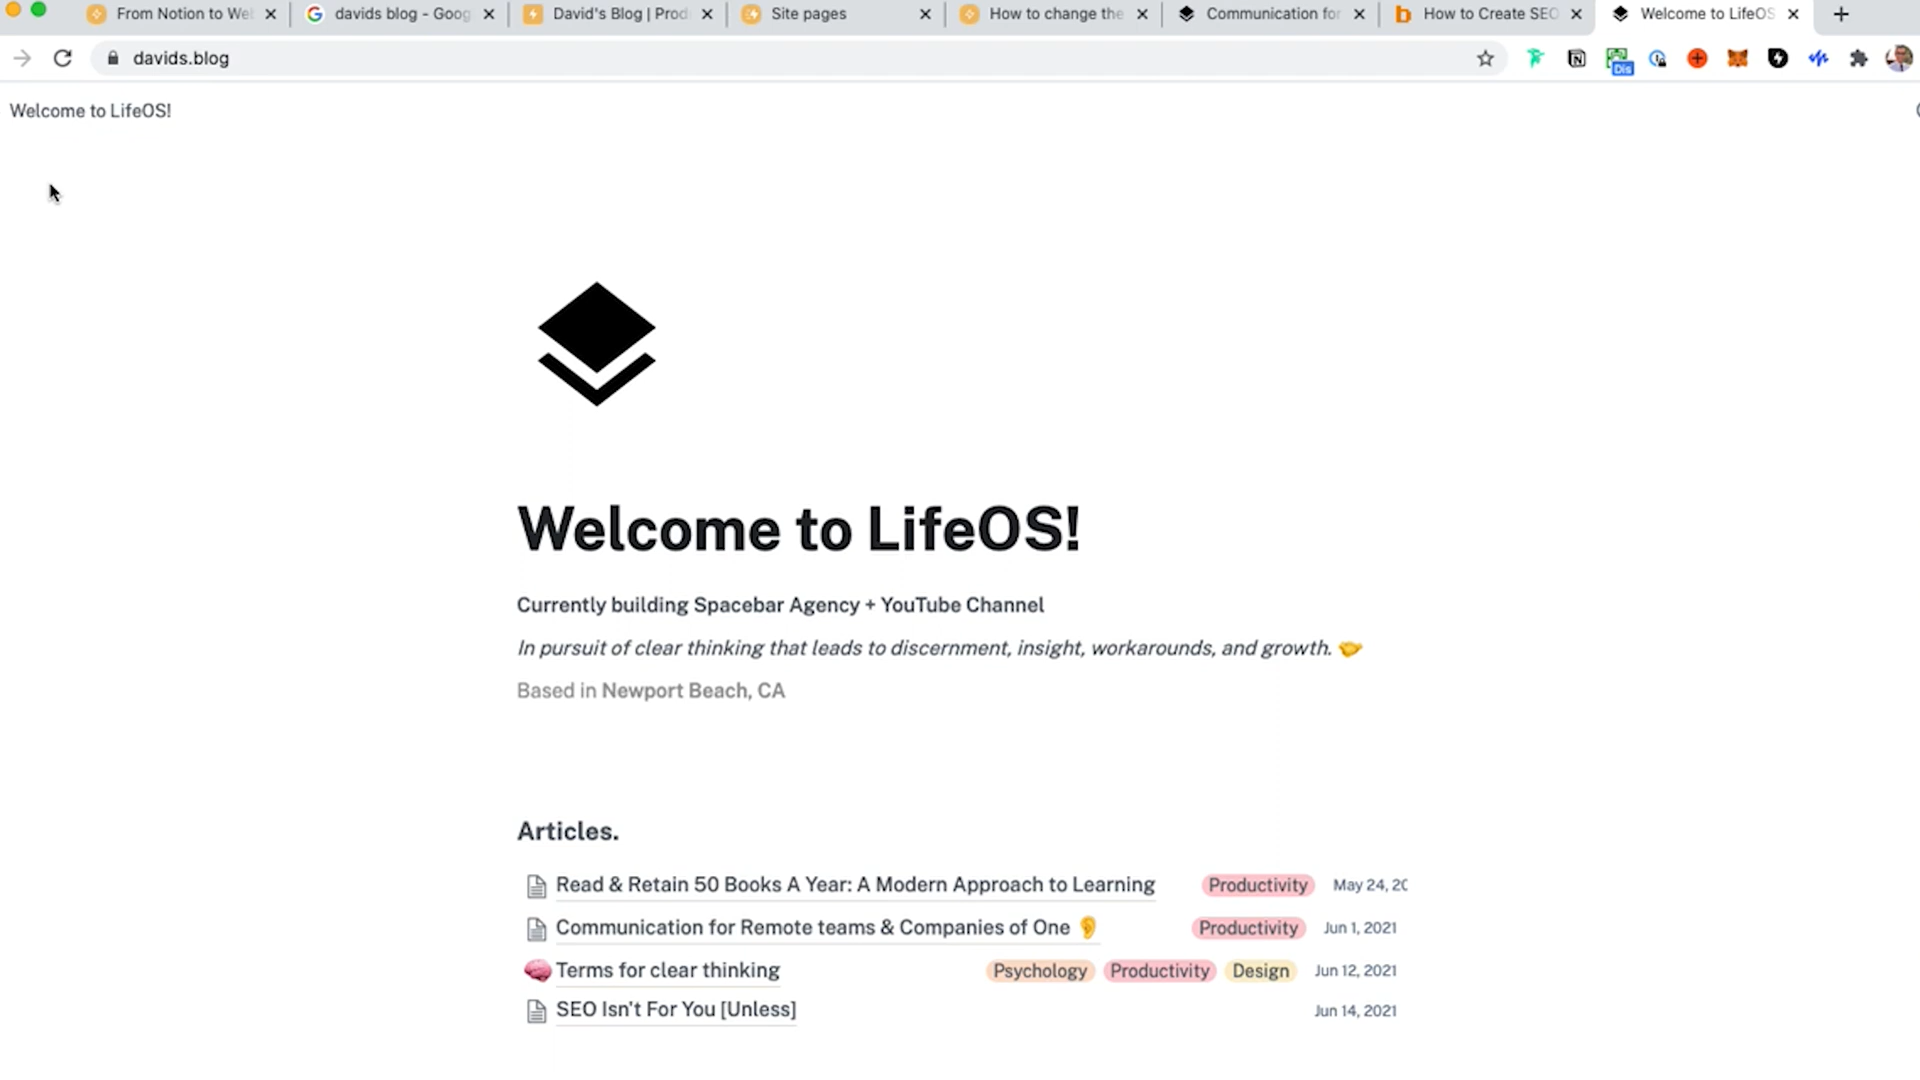 From Notion to Wel
davids blog - Goog
David's Blog | Prod
Site pages
How to change the
Communication for
How to Create SEO
Welcome to LifeOS
davids.blog
Dis
Welcome to LifeOS!
Welcome to LifeOS!
Currently building Spacebar Agency + YouTube Channel
In pursuit of clear thinking that leads to discernment, insight, workarounds, and growth. 🤝
Based in Newport Beach, CA
Articles.
Read & Retain 50 Books A Year: A Modern Approach to Learning Productivity May 24, 20
Communication for Remote teams & Companies of One 👂 Productivity Jun 1, 2021
🧠 Terms for clear thinking Psychology Productivity Design Jun 12, 2021
SEO Isn't For You [Unless] Jun 14, 2021